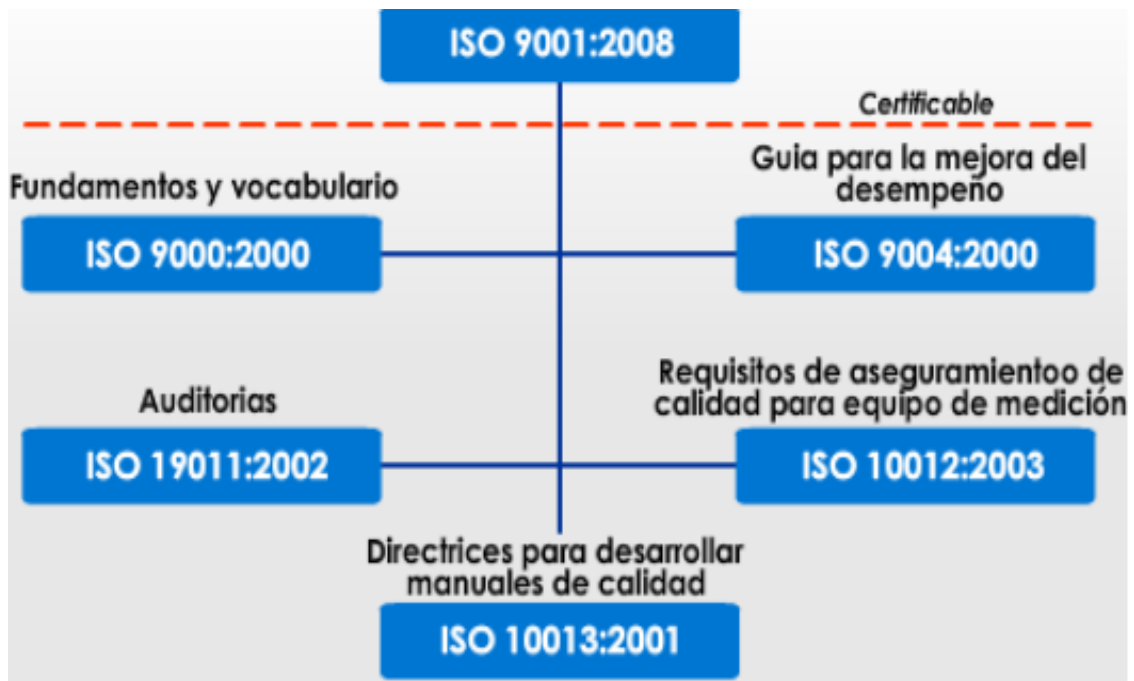 ISO 9001:2008
Certificable
Fundamentos y vocabulario
ISO 9000:2000
Guia para la mejora del
desempeño
ISO 9004:2000
Auditorias
ISO 19011:2002
Requisitos de aseguramientoo de
calidad para equipo de medición
ISO 10012:2003
Directrices para desarrollar
manuales de calidad
ISO 10013:2001